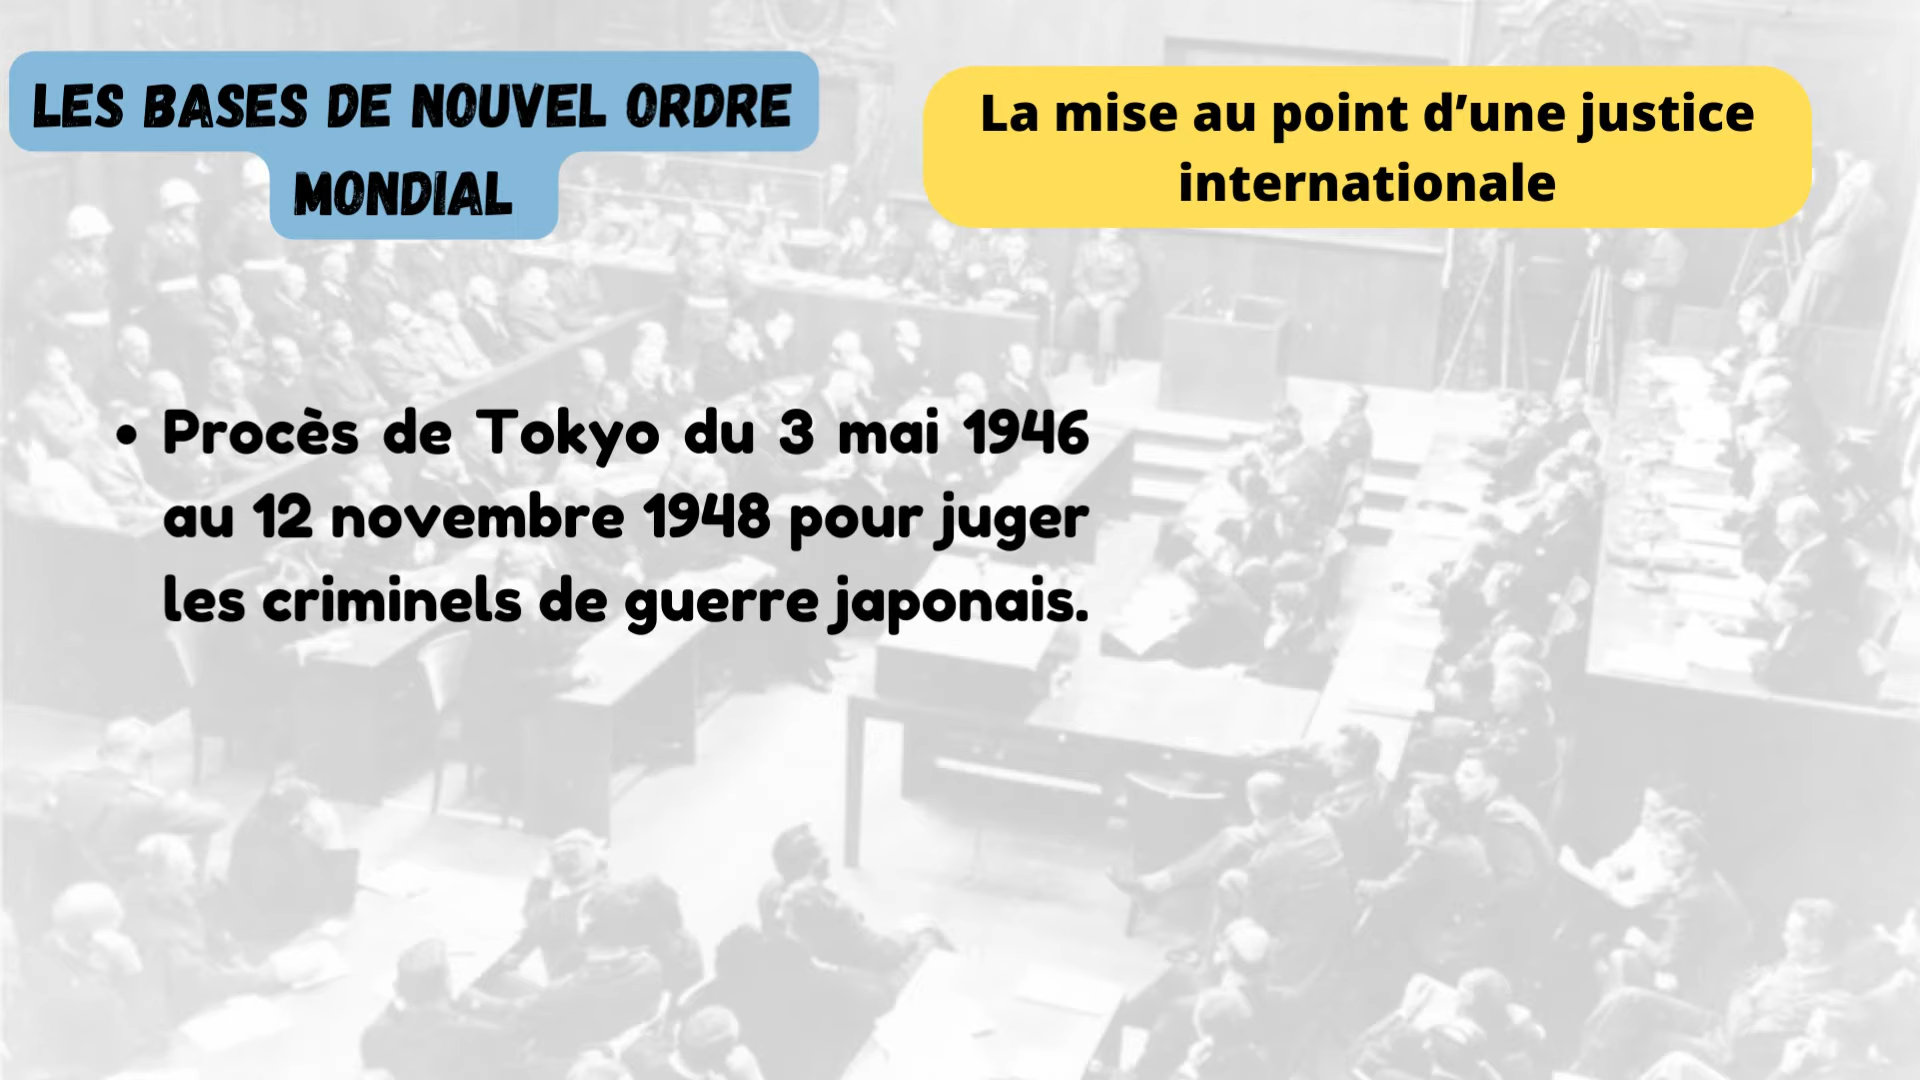 LES BASES DE NOUVEL ORDRE
MONDIAL
La mise au point d’une justice
internationale
• Procès de Tokyo du 3 mai 1946
au 12 novembre 1948 pour juger
les criminels de guerre japonais.